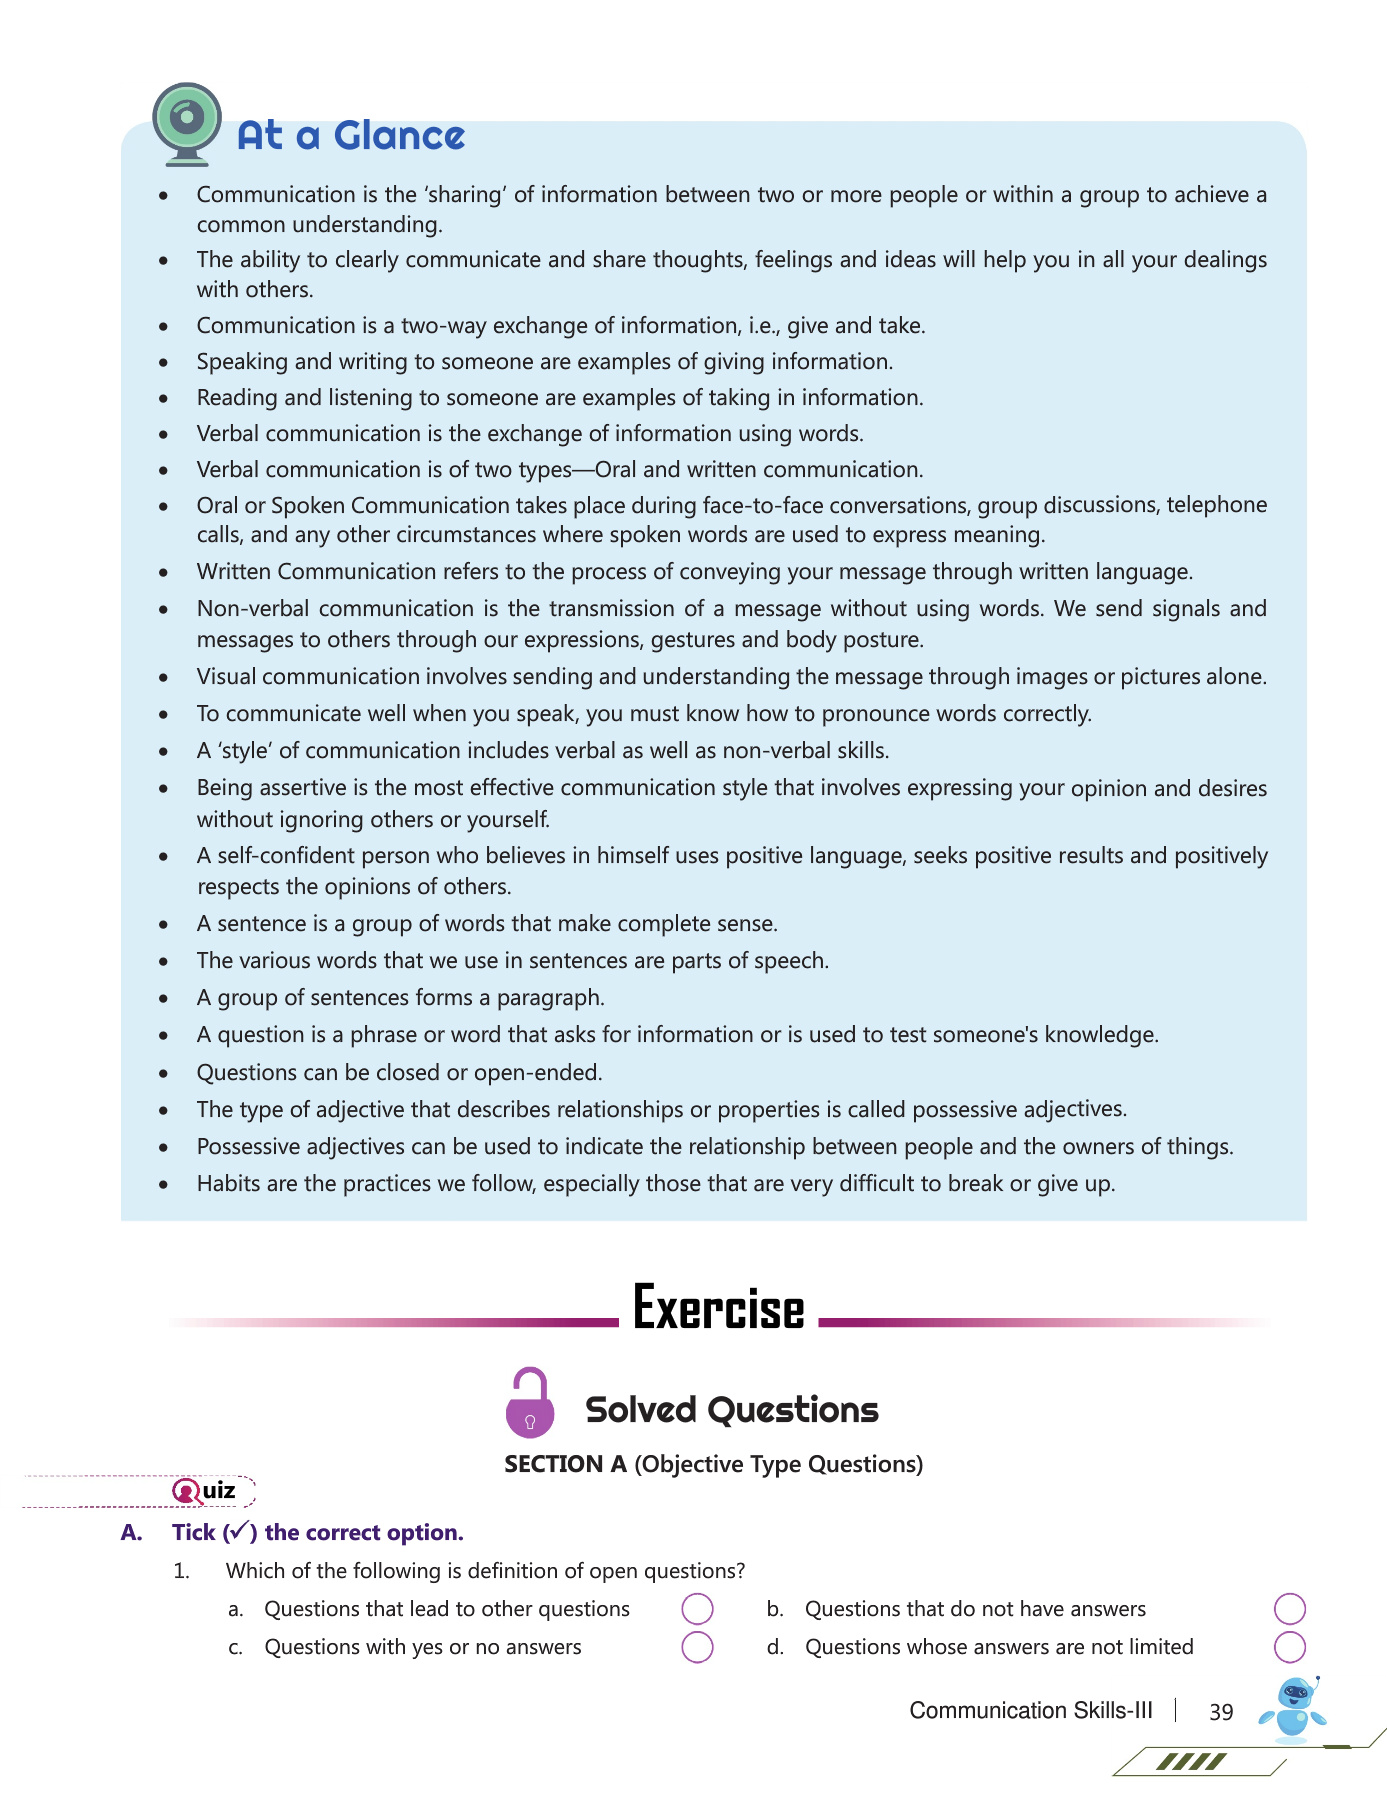 At a Glance
• Communication is the ‘sharing’ of information between two or more people or within a group to achieve a
common understanding.
• The ability to clearly communicate and share thoughts, feelings and ideas will help you in all your dealings
with others.
• Communication is a two-way exchange of information, i.e., give and take.
• Speaking and writing to someone are examples of giving information.
• Reading and listening to someone are examples of taking in information.
• Verbal communication is the exchange of information using words.
• Verbal communication is of two types—Oral and written communication.
• Oral or Spoken Communication takes place during face-to-face conversations, group discussions, telephone
calls, and any other circumstances where spoken words are used to express meaning.
• Written Communication refers to the process of conveying your message through written language.
• Non-verbal communication is the transmission of a message without using words. We send signals and
messages to others through our expressions, gestures and body posture.
• Visual communication involves sending and understanding the message through images or pictures alone.
• To communicate well when you speak, you must know how to pronounce words correctly.
• A ‘style’ of communication includes verbal as well as non-verbal skills.
• Being assertive is the most effective communication style that involves expressing your opinion and desires
without ignoring others or yourself.
• A self-confident person who believes in himself uses positive language, seeks positive results and positively
respects the opinions of others.
• A sentence is a group of words that make complete sense.
• The various words that we use in sentences are parts of speech.
• A group of sentences forms a paragraph.
• A question is a phrase or word that asks for information or is used to test someone's knowledge.
• Questions can be closed or open-ended.
• The type of adjective that describes relationships or properties is called possessive adjectives.
• Possessive adjectives can be used to indicate the relationship between people and the owners of things.
• Habits are the practices we follow, especially those that are very difficult to break or give up.
Exercise
Solved Questions
SECTION A (Objective Type Questions)
Quiz
A. Tick (✓) the correct option.
1. Which of the following is definition of open questions?
a. Questions that lead to other questions b. Questions that do not have answers
c. Questions with yes or no answers d. Questions whose answers are not limited
Communication Skills-III 39